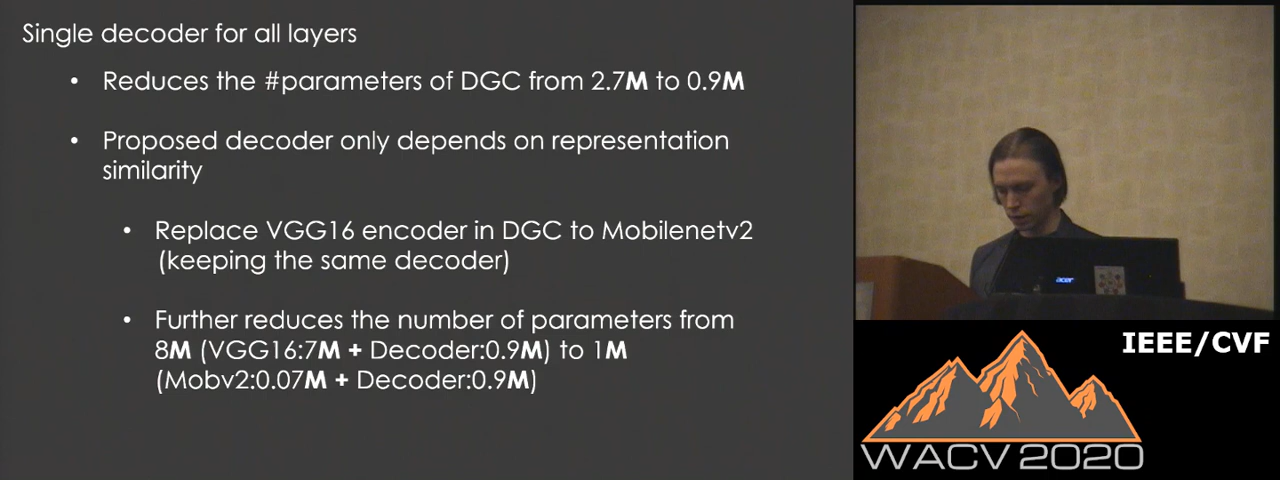 Single decoder for all layers
• Reduces the #parameters of DGC from 2.7M to 0.9M
• Proposed decoder only depends on representation
similarity
• Replace VGG16 encoder in DGC to Mobilenetv2
(keeping the same decoder)
• Further reduces the number of parameters from
8M (VGG16:7M + Decoder:0.9M) to 1M
(Mobv2:0.07M + Decoder:0.9M)
acer
IEEE/CVF
WACV 2020